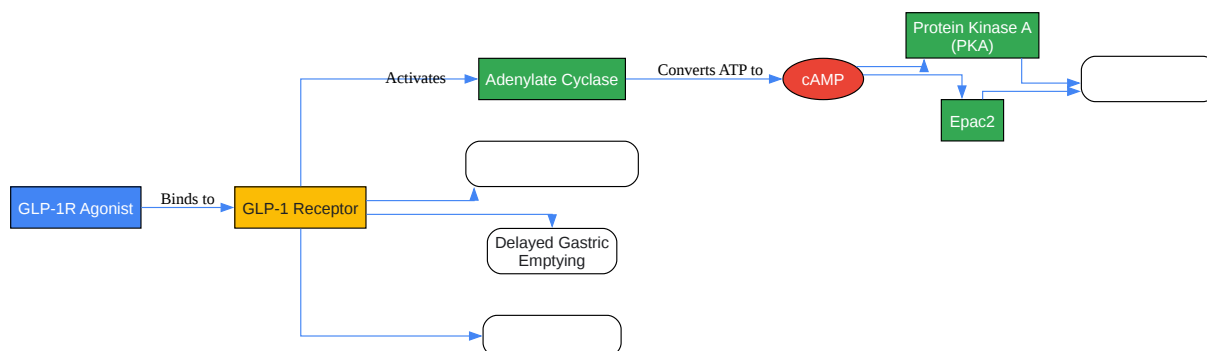 Protein Kinase A
(PKA)
Activates
Adenylate Cyclase
Converts ATP to
cAMP
Epac2
GLP-1R Agonist
Binds to
GLP-1 Receptor
Delayed Gastric
Emptying